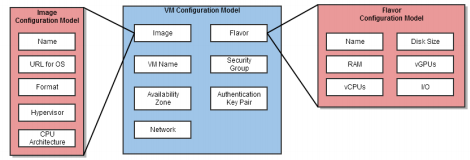 Image
Configuration Model
Name
URL for OS
Format
Hypervisor
CPU
Architecture
VM Configuration Model
Image
Flavor
VM Name
Security
Group
Availability
Zone
Authentication
Key Pair
Network
Flavor
Configuration Model
Name
Disk Size
RAM
vGPUs
vCPUs
I/O